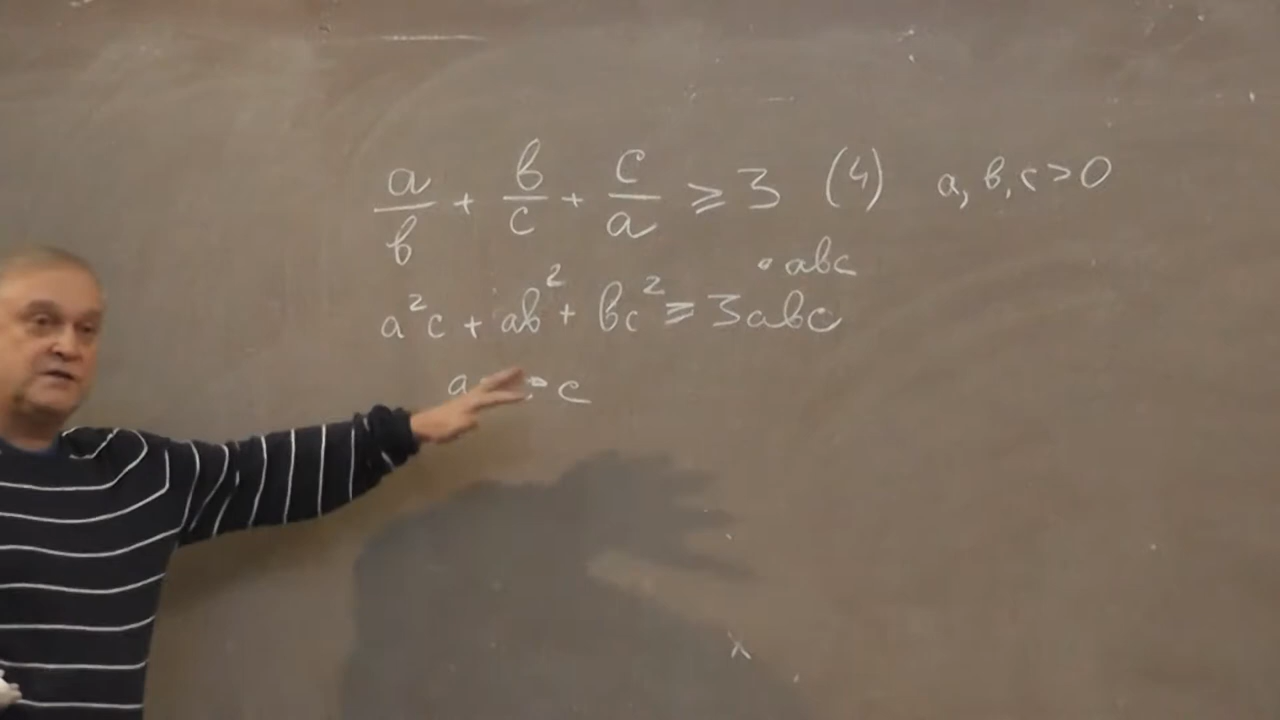 a/b + b/c + c/a ⩾ 3 (4) a, b, c > 0
· abc
a²c + ab² + bc² ⩾ 3abc
a c